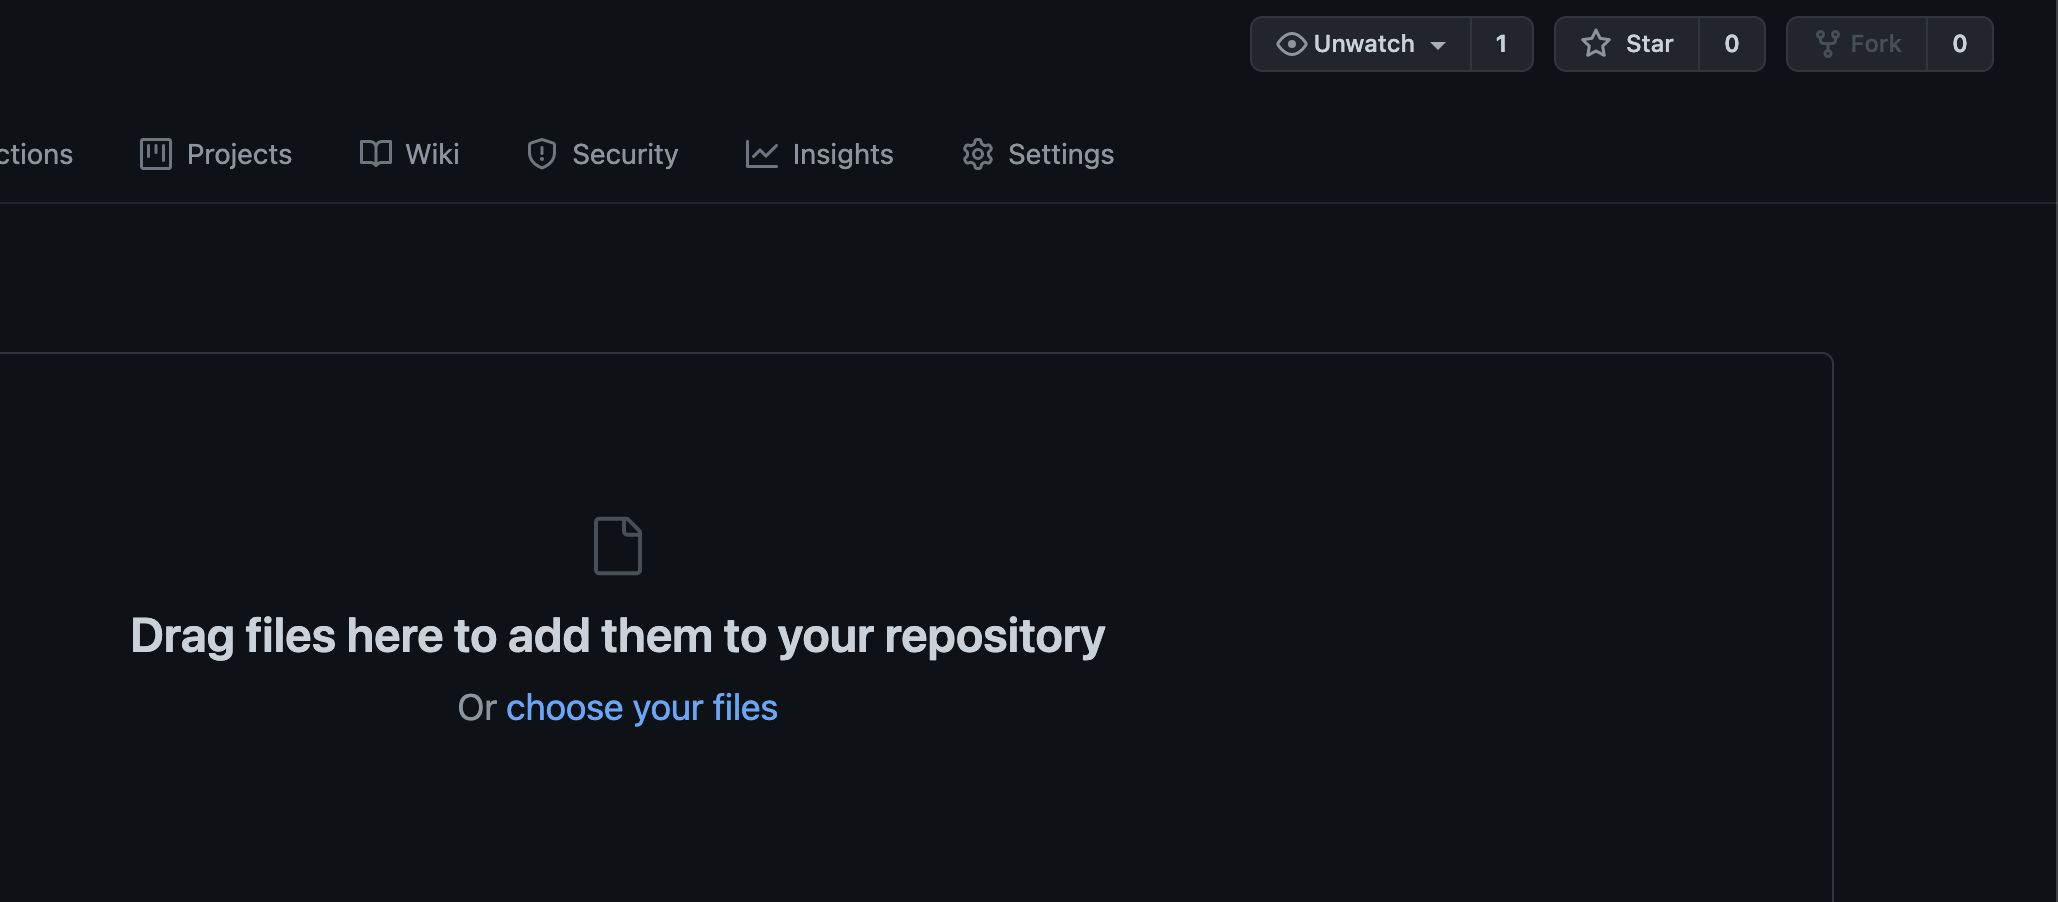 Unwatch 1 Star 0 Fork 0
ctions Projects Wiki Security Insights Settings
Drag files here to add them to your repository
Or choose your files